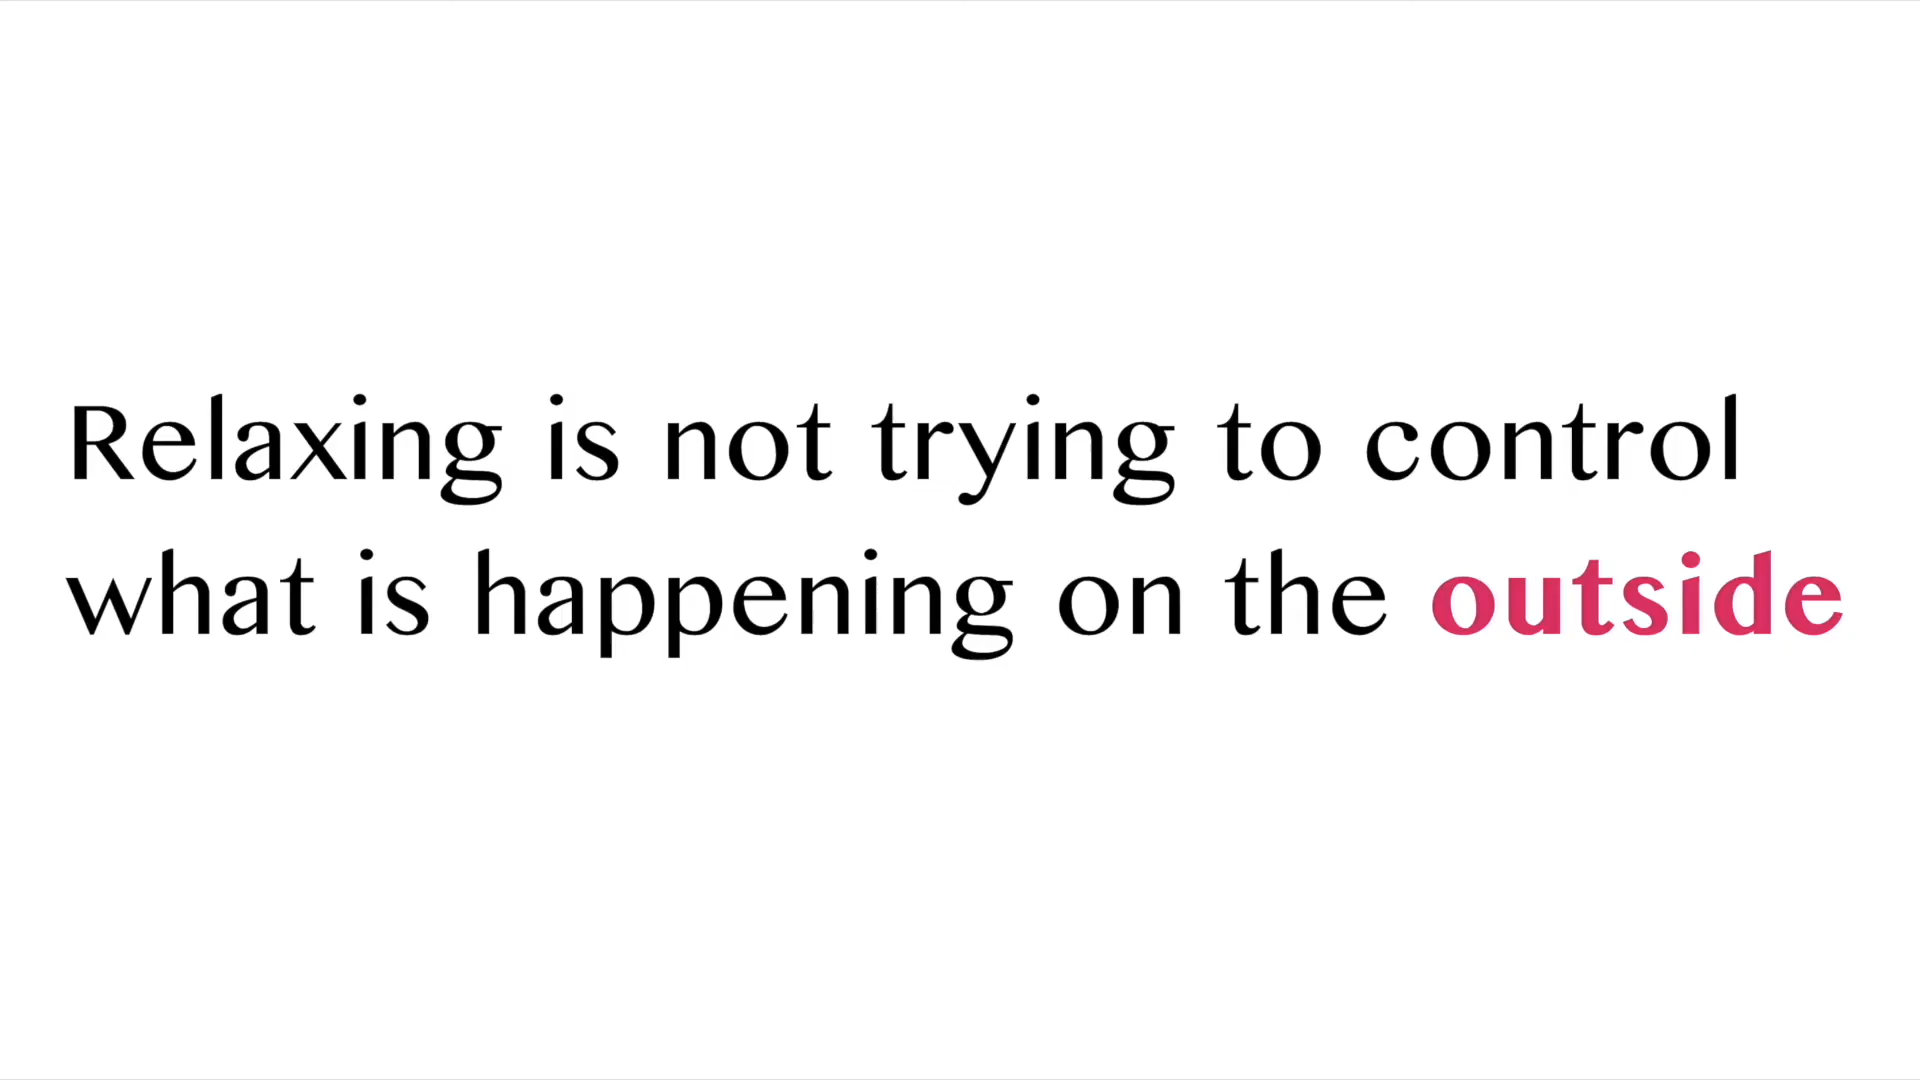 Relaxing is not trying to control
what is happening on the outside